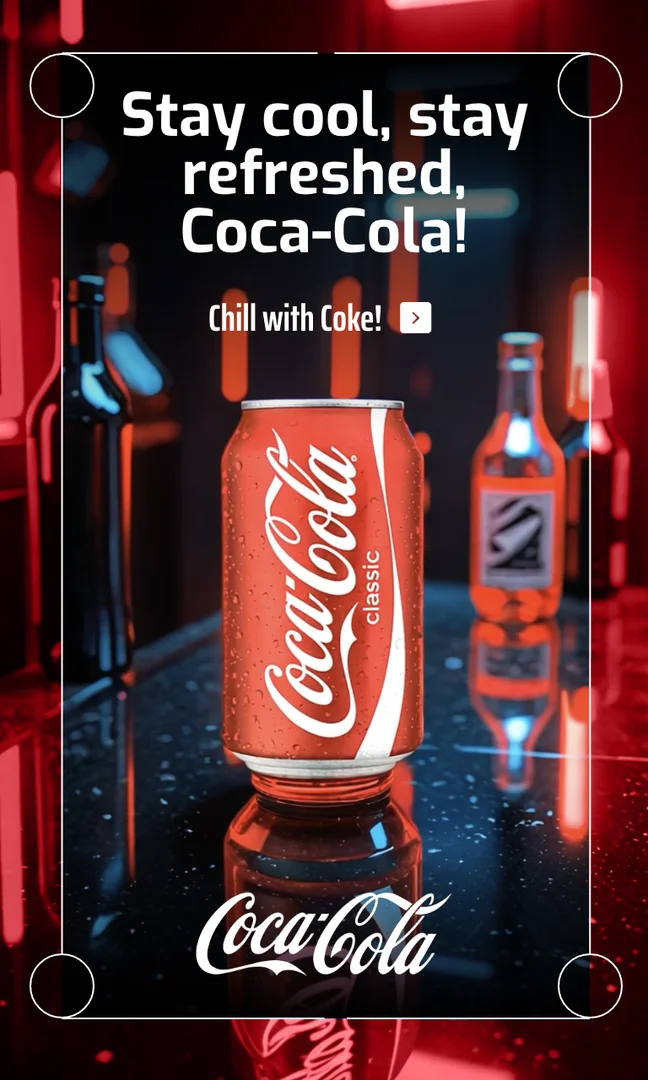 Stay cool, stay
refreshed,
Coca-Cola!
Chill with Coke!
Coca-Cola
classic
Coca-Cola